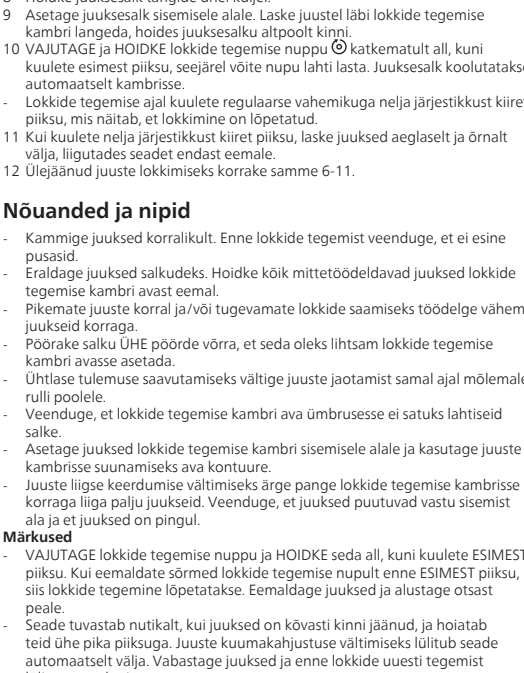 9 Asetage juuksesalk sisemisele alale. Laske juustel läbi lokkide tegemise
kambri langeda, hoides juuksesalku altpoolt kinni.
10 VAJUTAGE ja HOIDKE lokkide tegemise nuppu katkematult all, kuni
kuulete esimest piiksu, seejärel võite nupu lahti lasta. Juuksesalk koolutatakse
automaatselt kambrisse.
- Lokkide tegemise ajal kuulete regulaarse vahemikuga nelja järjestikkust kiiret
piiksu, mis näitab, et lokkimine on lõpetatud.
11 Kui kuulete nelja järjestikkust kiiret piiksu, laske juuksed aeglaselt ja õrnalt
välja, liigutades seadet endast eemale.
12 Ülejäänud juuste lokkimiseks korrake samme 6-11.
Nõuanded ja nipid
- Kammige juuksed korralikult. Enne lokkide tegemist veenduge, et ei esine
pusasid.
- Eraldage juuksed salkudeks. Hoidke kõik mittetöödeldavad juuksed lokkide
tegemise kambri avast eemal.
- Pikemate juuste korral ja/või tugevamate lokkide saamiseks töödelge vähem
juukseid korraga.
- Pöörake salku ÜHE pöörde võrra, et seda oleks lihtsam lokkide tegemise
kambri avasse asetada.
- Ühtlase tulemuse saavutamiseks vältige juuste jaotamist samal ajal mõlemale
rulli poolele.
- Veenduge, et lokkide tegemise kambri ava ümbrusesse ei satuks lahtiseid
salke.
- Asetage juuksed lokkide tegemise kambri sisemisele alale ja kasutage juuste
kambrisse suunamiseks ava kontuure.
- Juuste liigse keerdumise vältimiseks ärge pange lokkide tegemise kambrisse
korraga liiga palju juukseid. Veenduge, et juuksed puutuvad vastu sisemist
ala ja et juuksed on pingul.
Märkused
- VAJUTAGE lokkide tegemise nuppu ja HOIDKE seda all, kuni kuulete ESIMEST
piiksu. Kui eemaldate sõrmed lokkide tegemise nupult enne ESIMEST piiksu,
siis lokkide tegemine lõpetatakse. Eemaldage juuksed ja alustage otsast
peale.
- Seade tuvastab nutikalt, kui juuksed on kõvasti kinni jäänud, ja hoiatab
teid ühe pika piiksuga. Juuste kuumakahjustuse vältimiseks lülitub seade
automaatselt välja. Vabastage juuksed ja enne lokkide uuesti tegemist